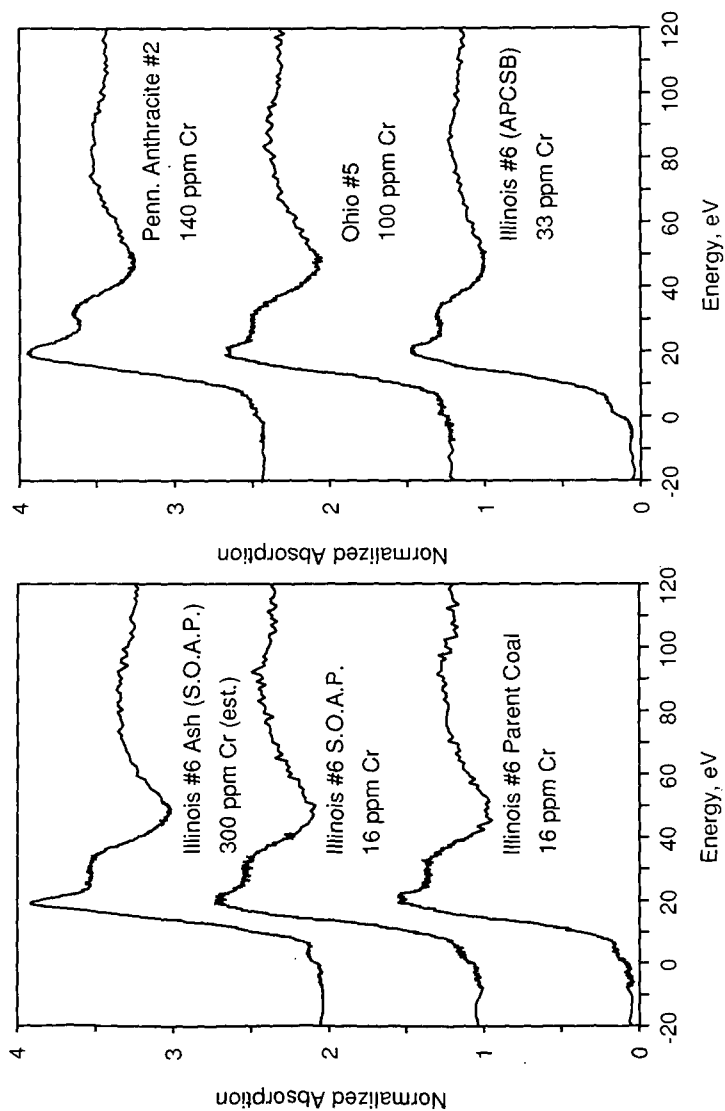 Normalized Absorption
4
3
2
1
0
Illinois #6 Ash (S.O.A.P.)
300 ppm Cr (est.)
Illinois #6 S.O.A.P.
16 ppm Cr
Illinois #6 Parent Coal
16 ppm Cr
-20 0 20 40 60 80 100 120
Energy, eV
Normalized Absorption
4
3
2
1
0
Penn. Anthracite #2
140 ppm Cr
Ohio #5
100 ppm Cr
Illinois #6 (APCSB)
33 ppm Cr
-20 0 20 40 60 80 100 120
Energy, eV